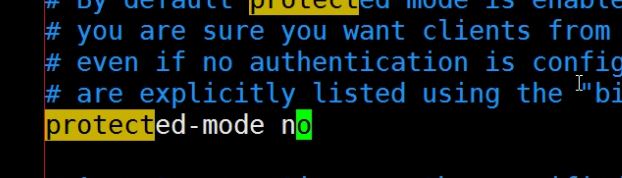 # By default protected mode is enable
# you are sure you want clients from
# even if no authentication is config
# are explicitly listed using the "bi
protected-mode no